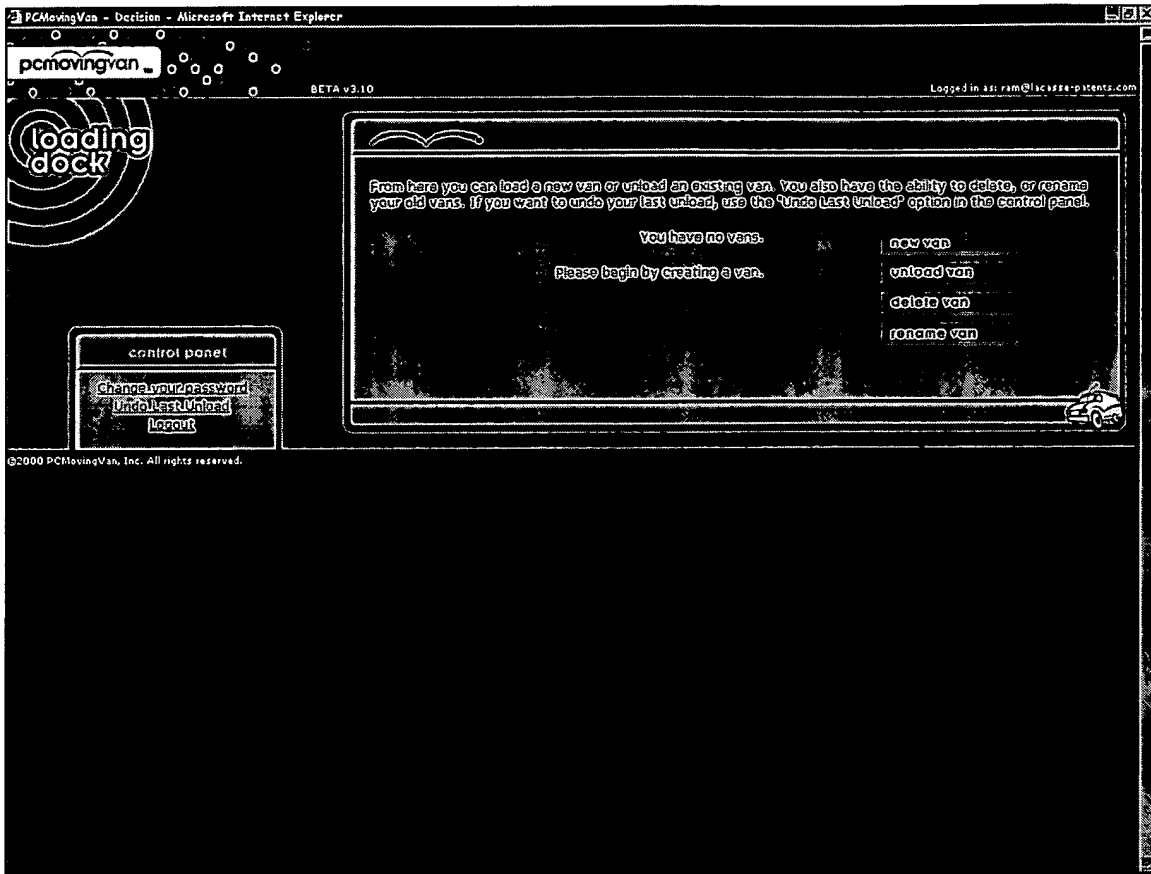 PCMovingVan - Decision - Microsoft Internet Explorer
pcmovingvan TM
BETA v3.10
Logged in as: ram@lacasse-patents.com
loading
dock
From here you can load a new van or unload an existing van. You also have the ability to delete, or rename
your old vans. If you want to undo your last unload, use the "Undo Last Unload" option in the control panel.
You have no vans.
Please begin by creating a van.
new van
unload van
delete van
rename van
control panel
Change your password
Undo Last Unload
Logout
©2000 PCMovingVan, Inc. All rights reserved.